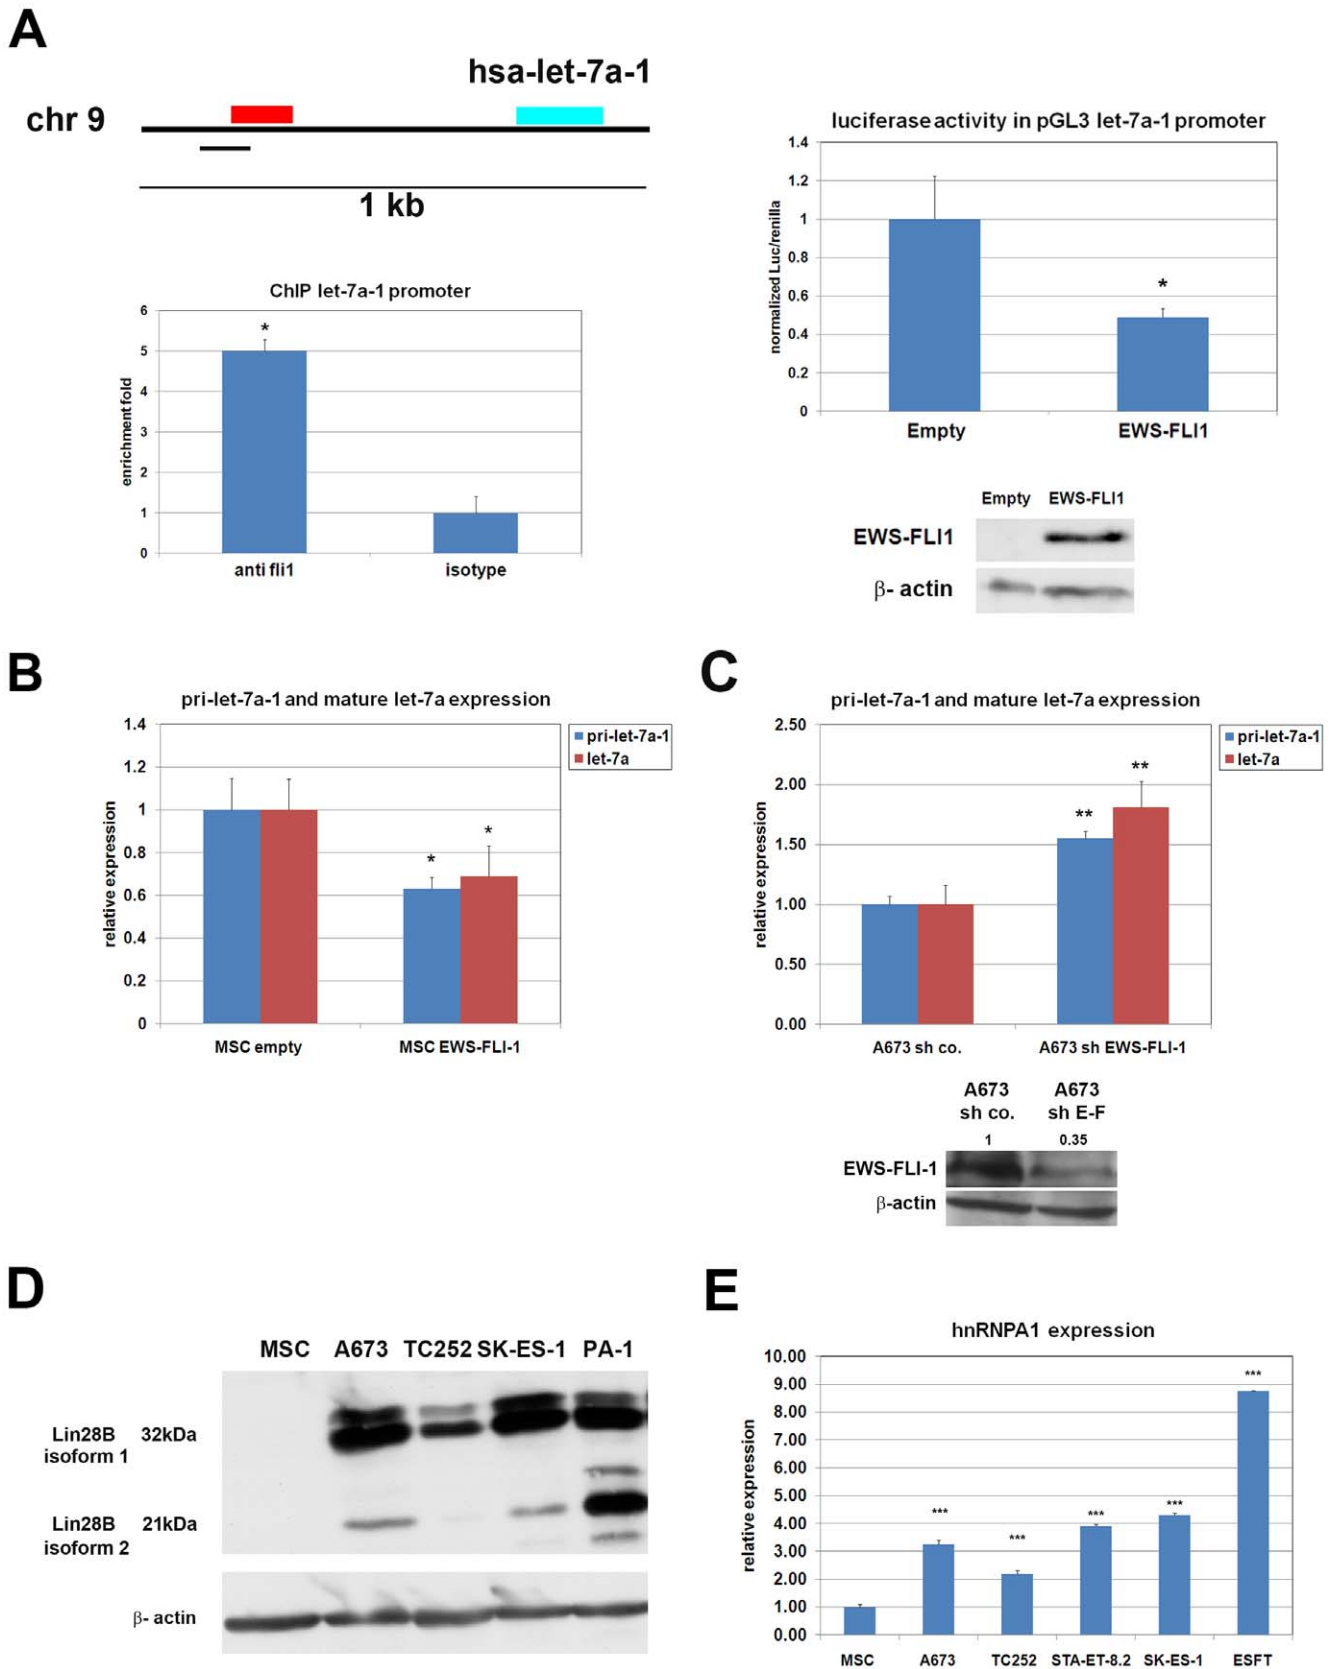 A
hsa-let-7a-1
chr 9
1 kb
ChIP let-7a-1 promoter
enrichment fold
6
5
4
3
2
1
0
*
anti fli1
isotype
luciferase activity in pGL3 let-7a-1 promoter
normalized Luc/renilla
1.4
1.2
1
0.8
0.6
0.4
0.2
0
*
Empty
EWS-FLI1
Empty EWS-FLI1
EWS-FLI1
β- actin
B
pri-let-7a-1 and mature let-7a expression
relative expression
1.4
1.2
1
0.8
0.6
0.4
0.2
0
* *
pri-let-7a-1
let-7a
MSC empty
MSC EWS-FLI-1
C
pri-let-7a-1 and mature let-7a expression
relative expression
2.50
2.00
1.50
1.00
0.50
0.00
** **
pri-let-7a-1
let-7a
A673 sh co.
A673 sh EWS-FLI-1
A673 A673
sh co. sh E-F
1 0.35
EWS-FLI-1
β-actin
D
MSC A673 TC252 SK-ES-1 PA-1
Lin28B 32kDa
isoform 1
Lin28B 21kDa
isoform 2
β- actin
E
hnRNPA1 expression
relative expression
10.00
9.00
8.00
7.00
6.00
5.00
4.00
3.00
2.00
1.00
0.00
*** *** *** *** ***
MSC A673 TC252 STA-ET-8.2 SK-ES-1 ESFT